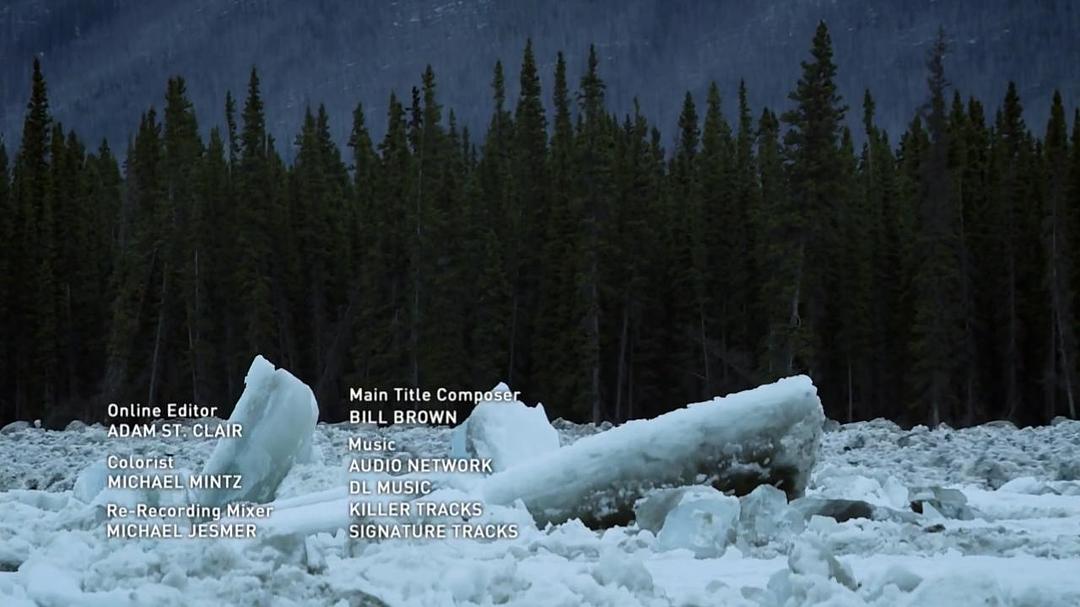 Online Editor
ADAM ST. CLAIR
Colorist
MICHAEL MINTZ
Re-Recording Mixer
MICHAEL JESMER
Main Title Composer
BILL BROWN
Music
AUDIO NETWORK
DL MUSIC
KILLER TRACKS
SIGNATURE TRACKS